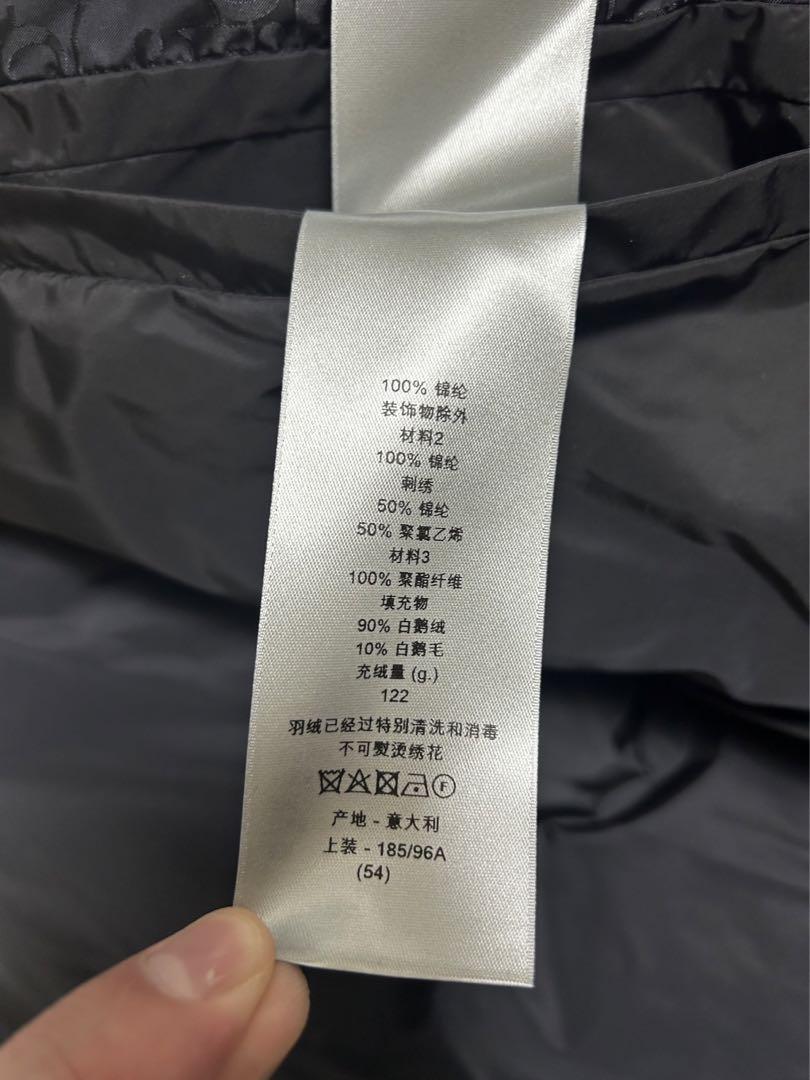 100% 锦纶
装饰物除外
材料2
100% 锦纶
刺绣
50% 锦纶
50% 聚氯乙烯
材料3
100% 聚酯纤维
填充物
90% 白鹅绒
10% 白鹅毛
充绒量 (g.)
122
羽绒已经过特别清洗和消毒
不可熨烫绣花
F
产地 - 意大利
上装 - 185/96A
(54)